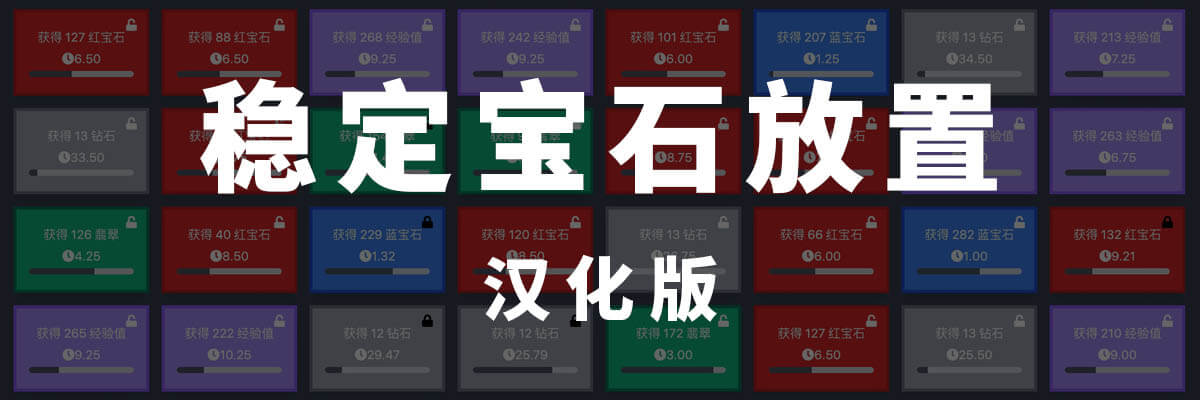 获得 127 红宝石
6.50
获得 88 红宝石
6.50
获得 268 经验值
9.25
获得 242 经验值
9.25
获得 101 红宝石
6.00
获得 207 蓝宝石
1.25
获得 13 钻石
34.50
获得 213 经验值
7.25
稳定宝石放置
获得 13 钻石
33.50
8.75
获得 263 经验值
6.75
获得 126 翡翠
4.25
获得 40 红宝石
8.50
获得 229 蓝宝石
1.32
获得 120 红宝石
8.50
获得 13 钻石
获得 66 红宝石
6.00
获得 282 蓝宝石
1.00
获得 132 红宝石
9.21
汉化版
获得 265 经验值
9.25
获得 222 经验值
10.25
获得 12 钻石
29.47
获得 12 钻石
25.79
获得 172 翡翠
3.00
获得 127 红宝石
6.50
获得 13 钻石
25.50
获得 210 经验值
9.00